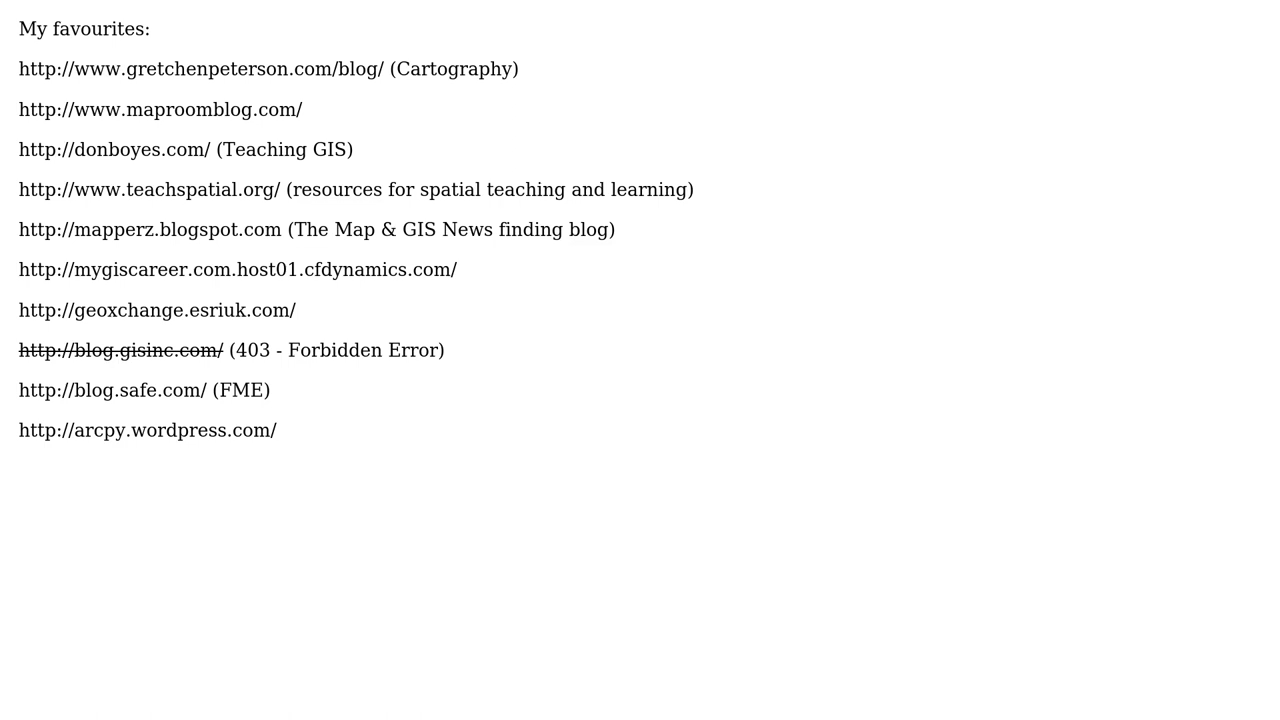 My favourites:
http://www.gretchenpeterson.com/blog/ (Cartography)
http://www.maproomblog.com/
http://donboyes.com/ (Teaching GIS)
http://www.teachspatial.org/ (resources for spatial teaching and learning)
http://mapperz.blogspot.com (The Map & GIS News finding blog)
http://mygiscareer.com.host01.cfdynamics.com/
http://geoxchange.esriuk.com/
http://blog.gisinc.com/ (403 - Forbidden Error)
http://blog.safe.com/ (FME)
http://arcpy.wordpress.com/